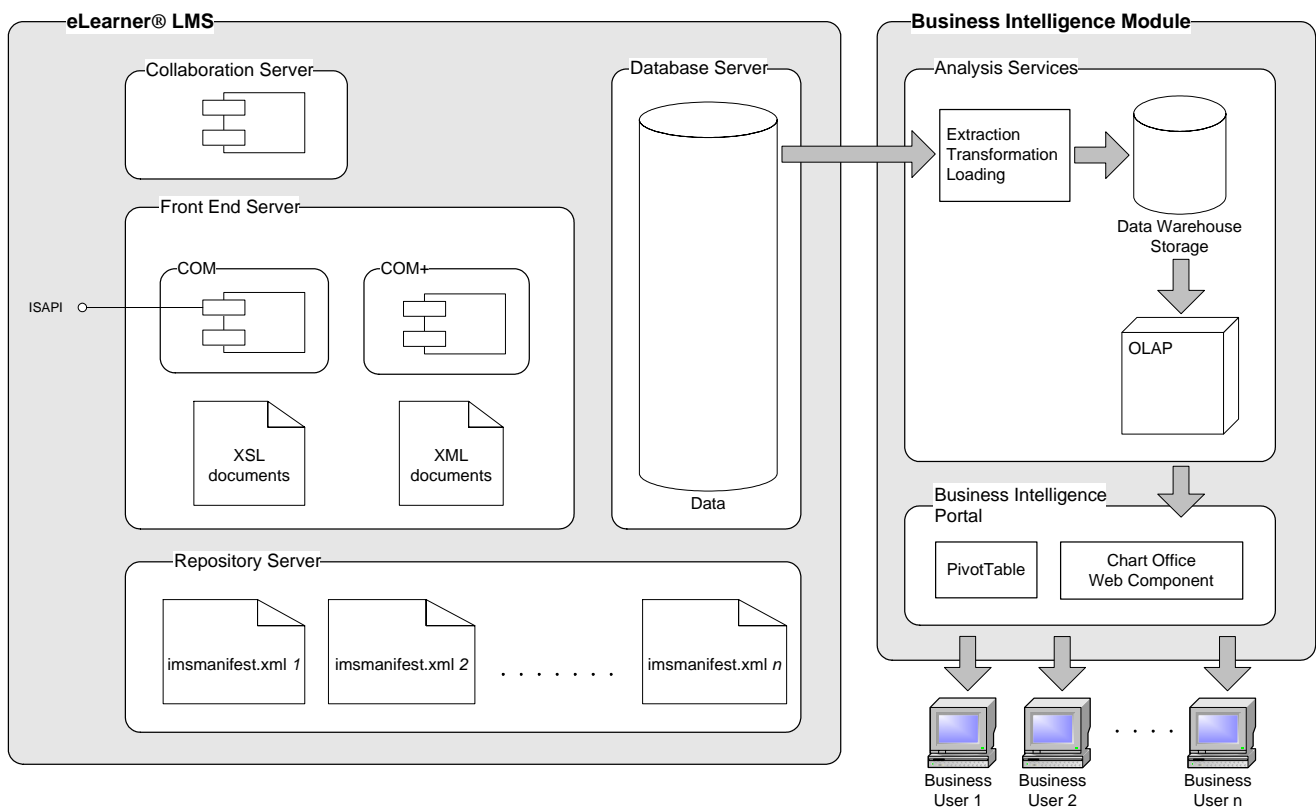 eLearner® LMS
Collaboration Server
Front End Server
COM
COM+
ISAPI
XSL
documents
XML
documents
Database Server
Data
Repository Server
imsmanifest.xml 1
imsmanifest.xml 2
. . . . . . .
imsmanifest.xml n
Business Intelligence Module
Analysis Services
Extraction
Transformation
Loading
Data Warehouse
Storage
OLAP
Business Intelligence
Portal
PivotTable
Chart Office
Web Component
Business
User 1
Business
User 2
. . . .
Business
User n